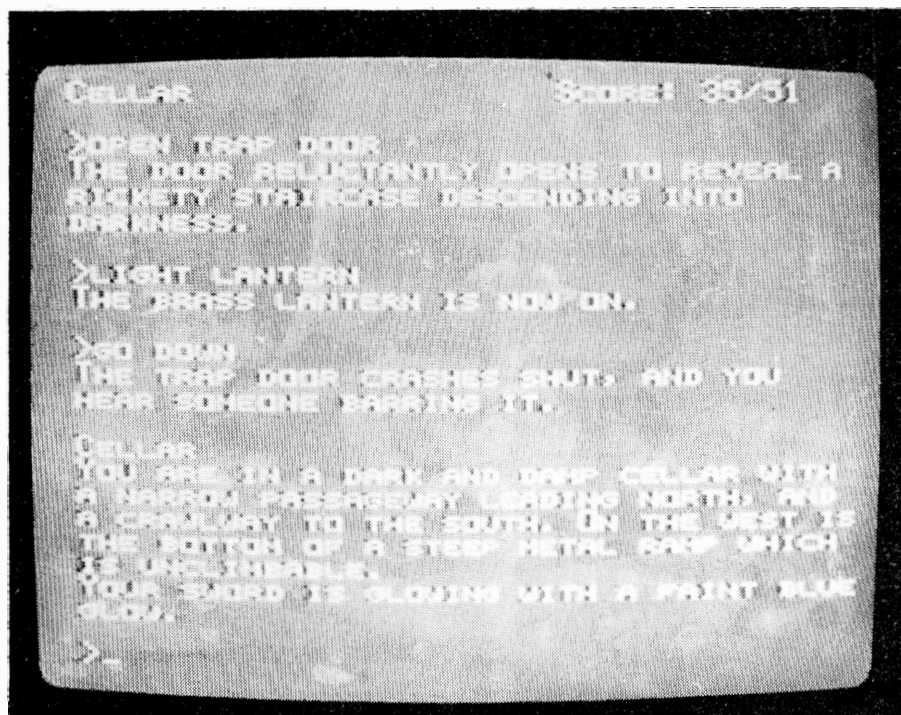 CELLAR SCORE: 35/51
>OPEN TRAP DOOR
THE DOOR RELUCTANTLY OPENS TO REVEAL A
RICKETY STAIRCASE DESCENDING INTO
DARKNESS.
>LIGHT LANTERN
THE BRASS LANTERN IS NOW ON.
>GO DOWN
THE TRAP DOOR CRASHES SHUT, AND YOU
HEAR SOMEONE BARRING IT.
CELLAR
YOU ARE IN A DARK AND DAMP CELLAR WITH
A NARROW PASSAGEWAY LEADING NORTH, AND
A CRAWLWAY TO THE SOUTH. ON THE WEST IS
THE BOTTOM OF A STEEP METAL RAMP WHICH
IS UNCLIMBABLE.
YOUR SWORD IS GLOWING WITH A FAINT BLUE
GLOW.
>_